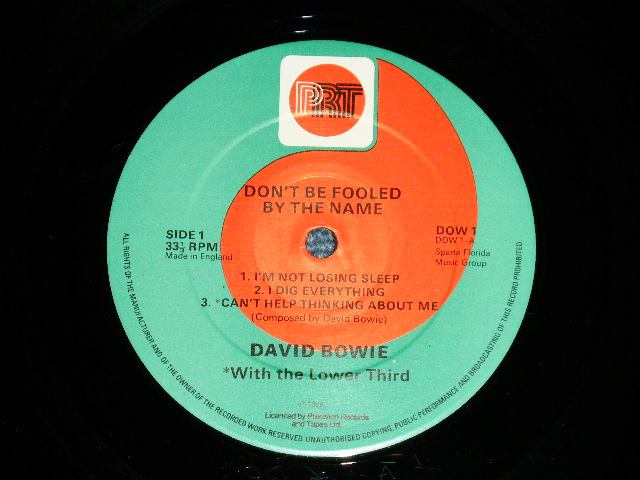 PRT
DON'T BE FOOLED
BY THE NAME
SIDE 1
33⅓ RPM
Made in England
DOW 1
DOW 1-A
Sparta Florida
Music Group
1. I'M NOT LOSING SLEEP
2. I DIG EVERYTHING
3. *CAN'T HELP THINKING ABOUT ME
(Composed by David Bowie)
DAVID BOWIE
*With the Lower Third
Licenced by Precision Records
and Tapes Ltd.
ALL RIGHTS OF THE MANUFACTURER AND OF THE OWNER OF THE RECORDED WORK RESERVED. UNAUTHORISED COPYING, PUBLIC PERFORMANCE AND BROADCASTING OF THIS RECORD PROHIBITED.